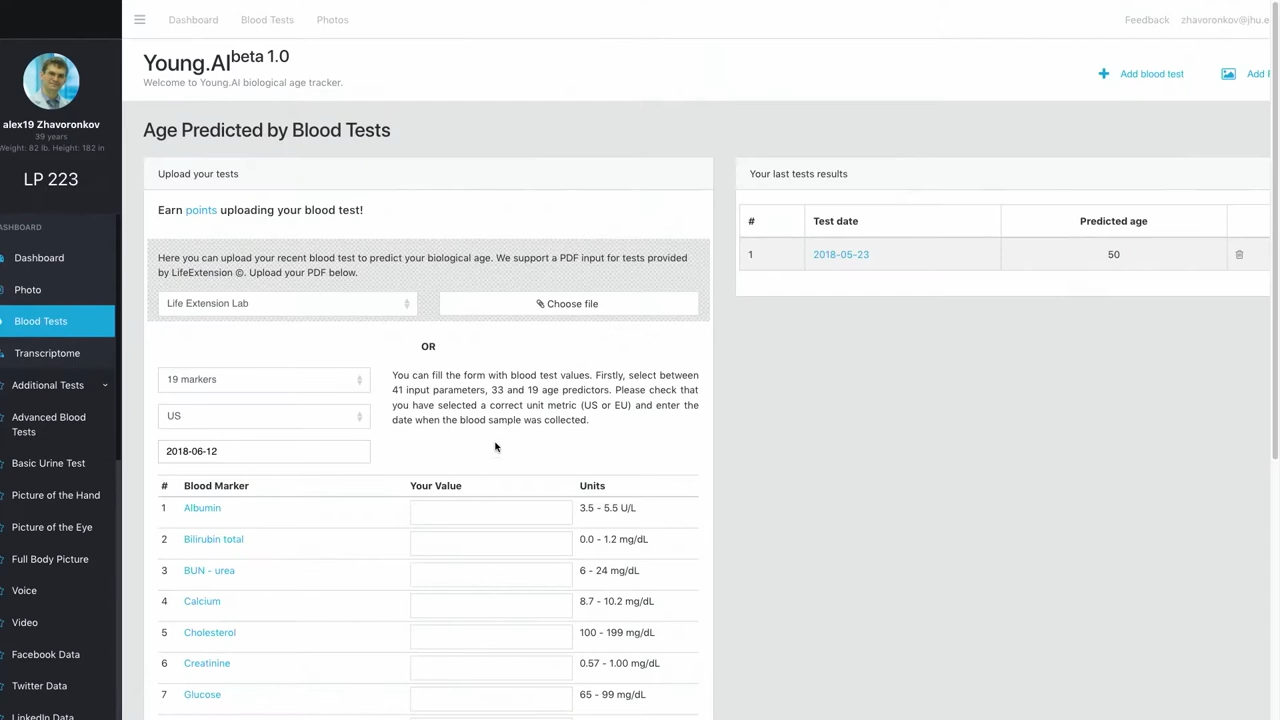 Dashboard Blood Tests Photos
Feedback zhavoronkov@jhu.e
Young.AI beta 1.0
Welcome to Young.AI biological age tracker.
Add blood test
Add
alex19 Zhavoronkov
39 years
Weight: 82 lb. Height: 182 in
LP 223
ASHBOARD
Dashboard
Photo
Blood Tests
Transcriptome
Additional Tests
Advanced Blood
Tests
Basic Urine Test
Picture of the Hand
Picture of the Eye
Full Body Picture
Voice
Video
Facebook Data
Twitter Data
LinkedIn Data
Age Predicted by Blood Tests
Upload your tests
Earn points uploading your blood test!
Here you can upload your recent blood test to predict your biological age. We support a PDF input for tests provided
by LifeExtension ©. Upload your PDF below.
Life Extension Lab
Choose file
OR
19 markers
US
2018-06-12
You can fill the form with blood test values. Firstly, select between
41 input parameters, 33 and 19 age predictors. Please check that
you have selected a correct unit metric (US or EU) and enter the
date when the blood sample was collected.
# Blood Marker Your Value Units
1 Albumin 3.5 - 5.5 U/L
2 Bilirubin total 0.0 - 1.2 mg/dL
3 BUN - urea 6 - 24 mg/dL
4 Calcium 8.7 - 10.2 mg/dL
5 Cholesterol 100 - 199 mg/dL
6 Creatinine 0.57 - 1.00 mg/dL
7 Glucose 65 - 99 mg/dL
Your last tests results
# Test date Predicted age
1 2018-05-23 50